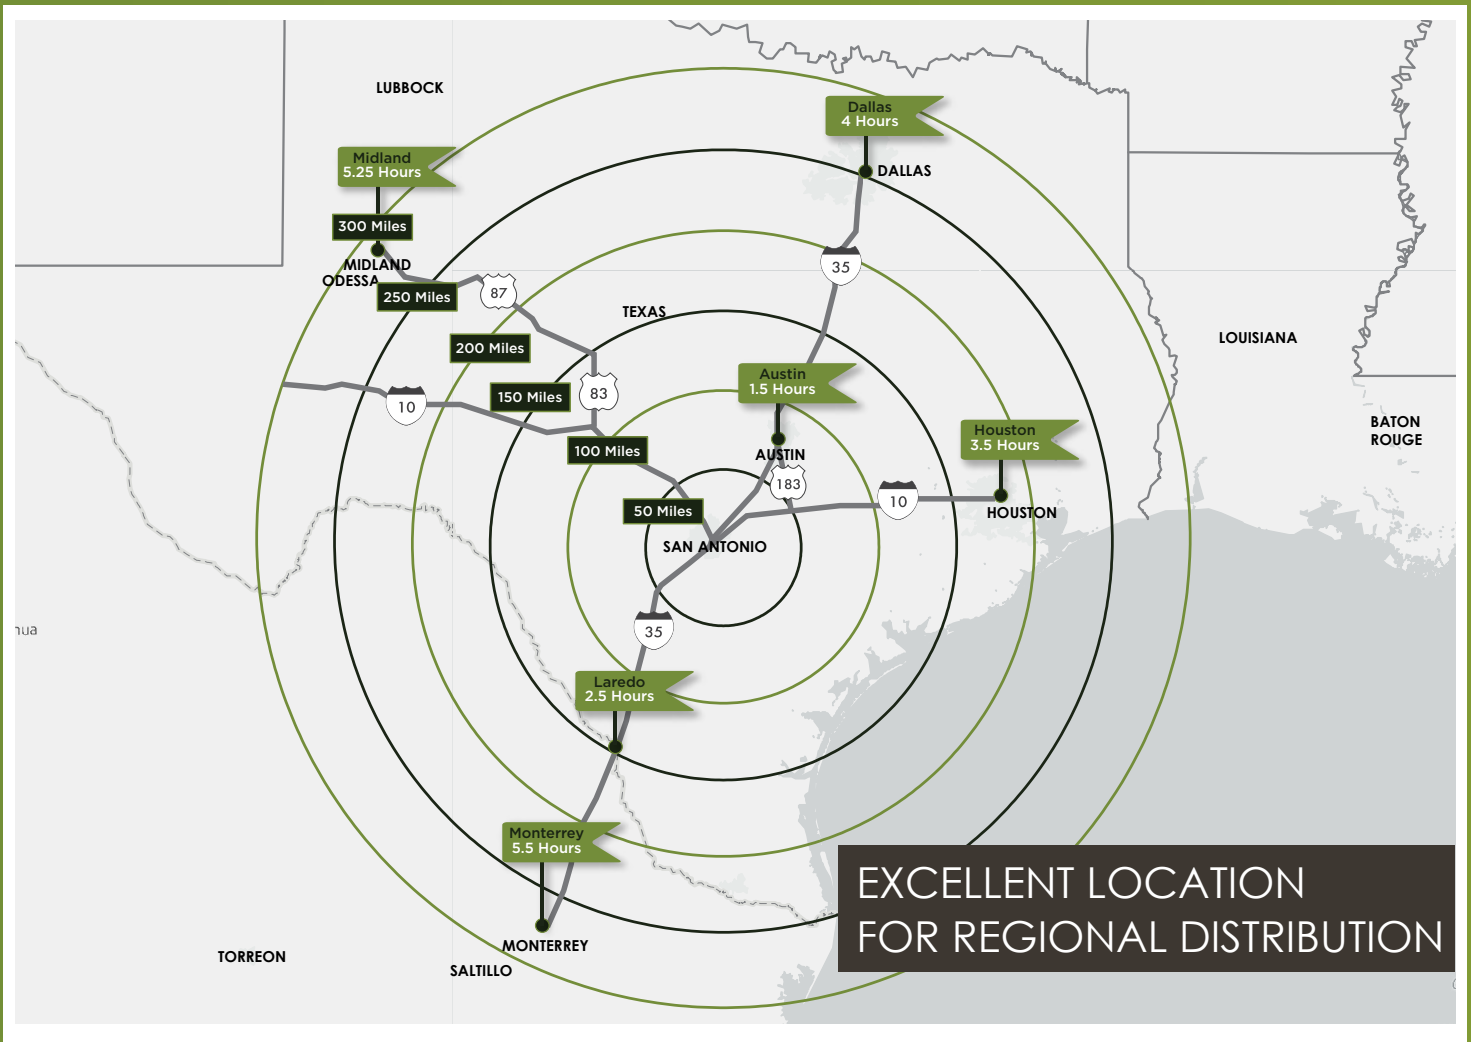 LUBBOCK
Dallas
4 Hours
DALLAS
Midland
5.25 Hours
300 Miles
MIDLAND
ODESSA
250 Miles
87
35
TEXAS
200 Miles
LOUISIANA
150 Miles
83
10
Austin
1.5 Hours
BATON
ROUGE
Houston
3.5 Hours
100 Miles
AUSTIN
183
10
50 Miles
HOUSTON
SAN ANTONIO
35
nua
Laredo
2.5 Hours
Monterrey
5.5 Hours
MONTERREY
TORREON
SALTILLO
EXCELLENT LOCATION
FOR REGIONAL DISTRIBUTION